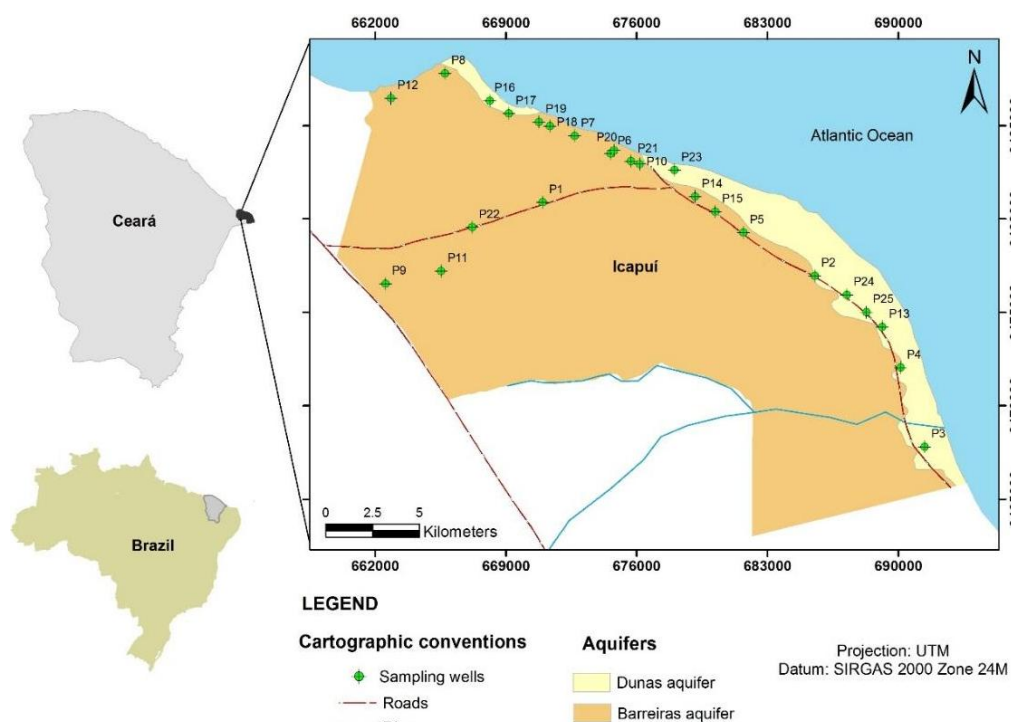 662000 669000 676000 683000 690000
N
P8
P12
P16
P17
P19
P18 P7
P20 P6
P21
P10
P23
Atlantic Ocean
P14
P15
P1
P22
P5
Ceará
Icapuí
P11
P9
P2
P24
P25
P13
P4
P3
0 2.5 5
Kilometers
Brazil
662000 669000 676000 683000 690000
LEGEND
Cartographic conventions
Sampling wells
Roads
Aquifers
Dunas aquifer
Barreiras aquifer
Projection: UTM
Datum: SIRGAS 2000 Zone 24M